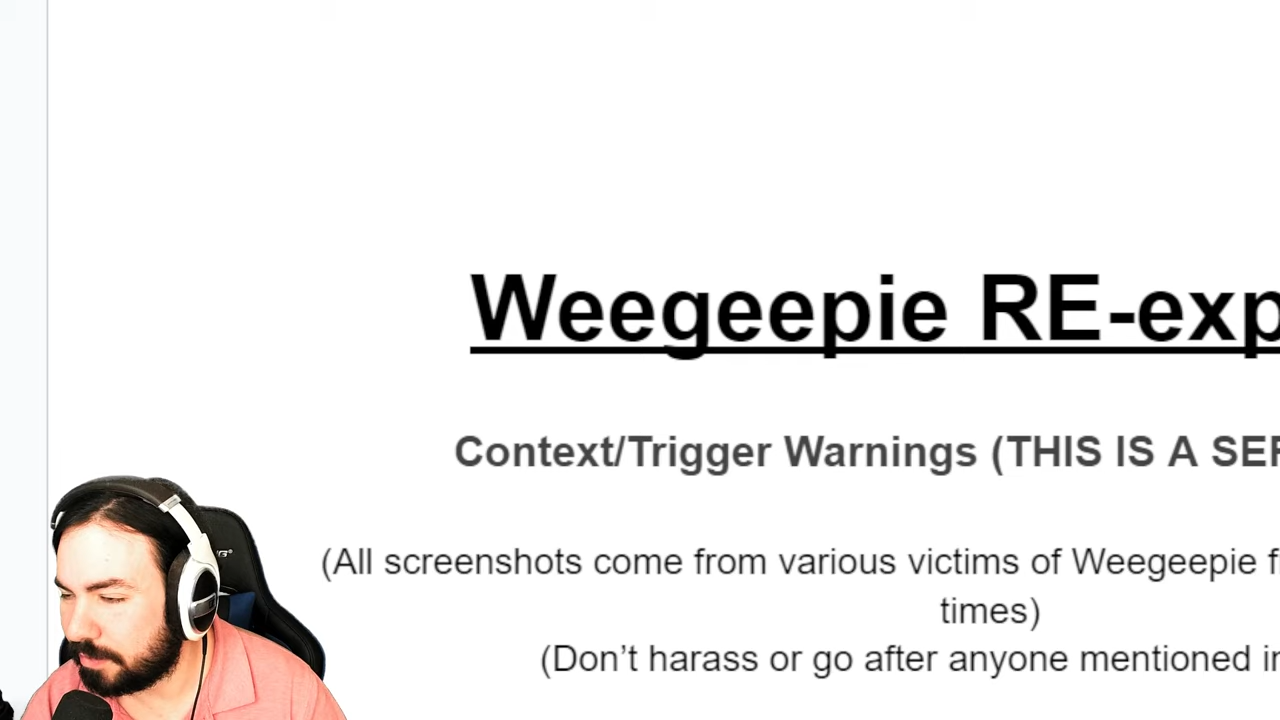 Weegeepie RE-exp
Context/Trigger Warnings (THIS IS A SE
(All screenshots come from various victims of Weegeepie f
times)
(Don’t harass or go after anyone mentioned i